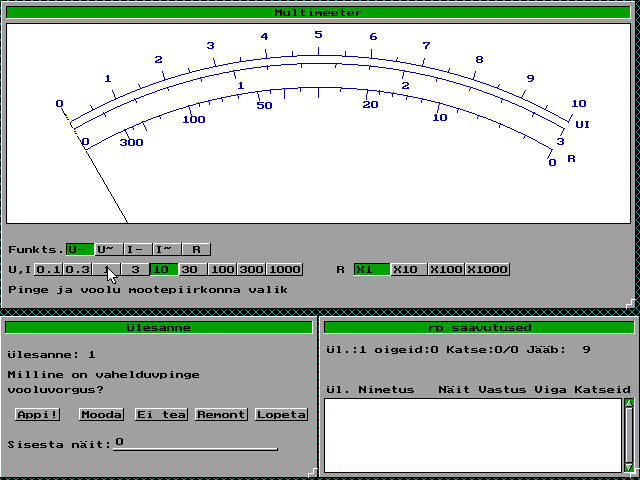 Multimeeter
0 1 2 3 4 5 6 7 8 9 10
UI
0 1 2 3
300 100 50 20 10 0
R
Funkts. U- U~ I- I~ R
U,I 0.1 0.3 1 3 10 30 100 300 1000 R X1 X10 X100 X1000
Pinge ja voolu mootepiirkonna valik
ülesanne
ülesanne: 1
Milline on vahelduvpinge
vooluvorgus?
Appi! Mooda Ei tea Remont Lopeta
Sisesta näit: 0
rp saavutused
ül.:1 oigeid:0 Katse:0/0 Jääb: 9
ül. Nimetus Näit Vastus Viga Katseid